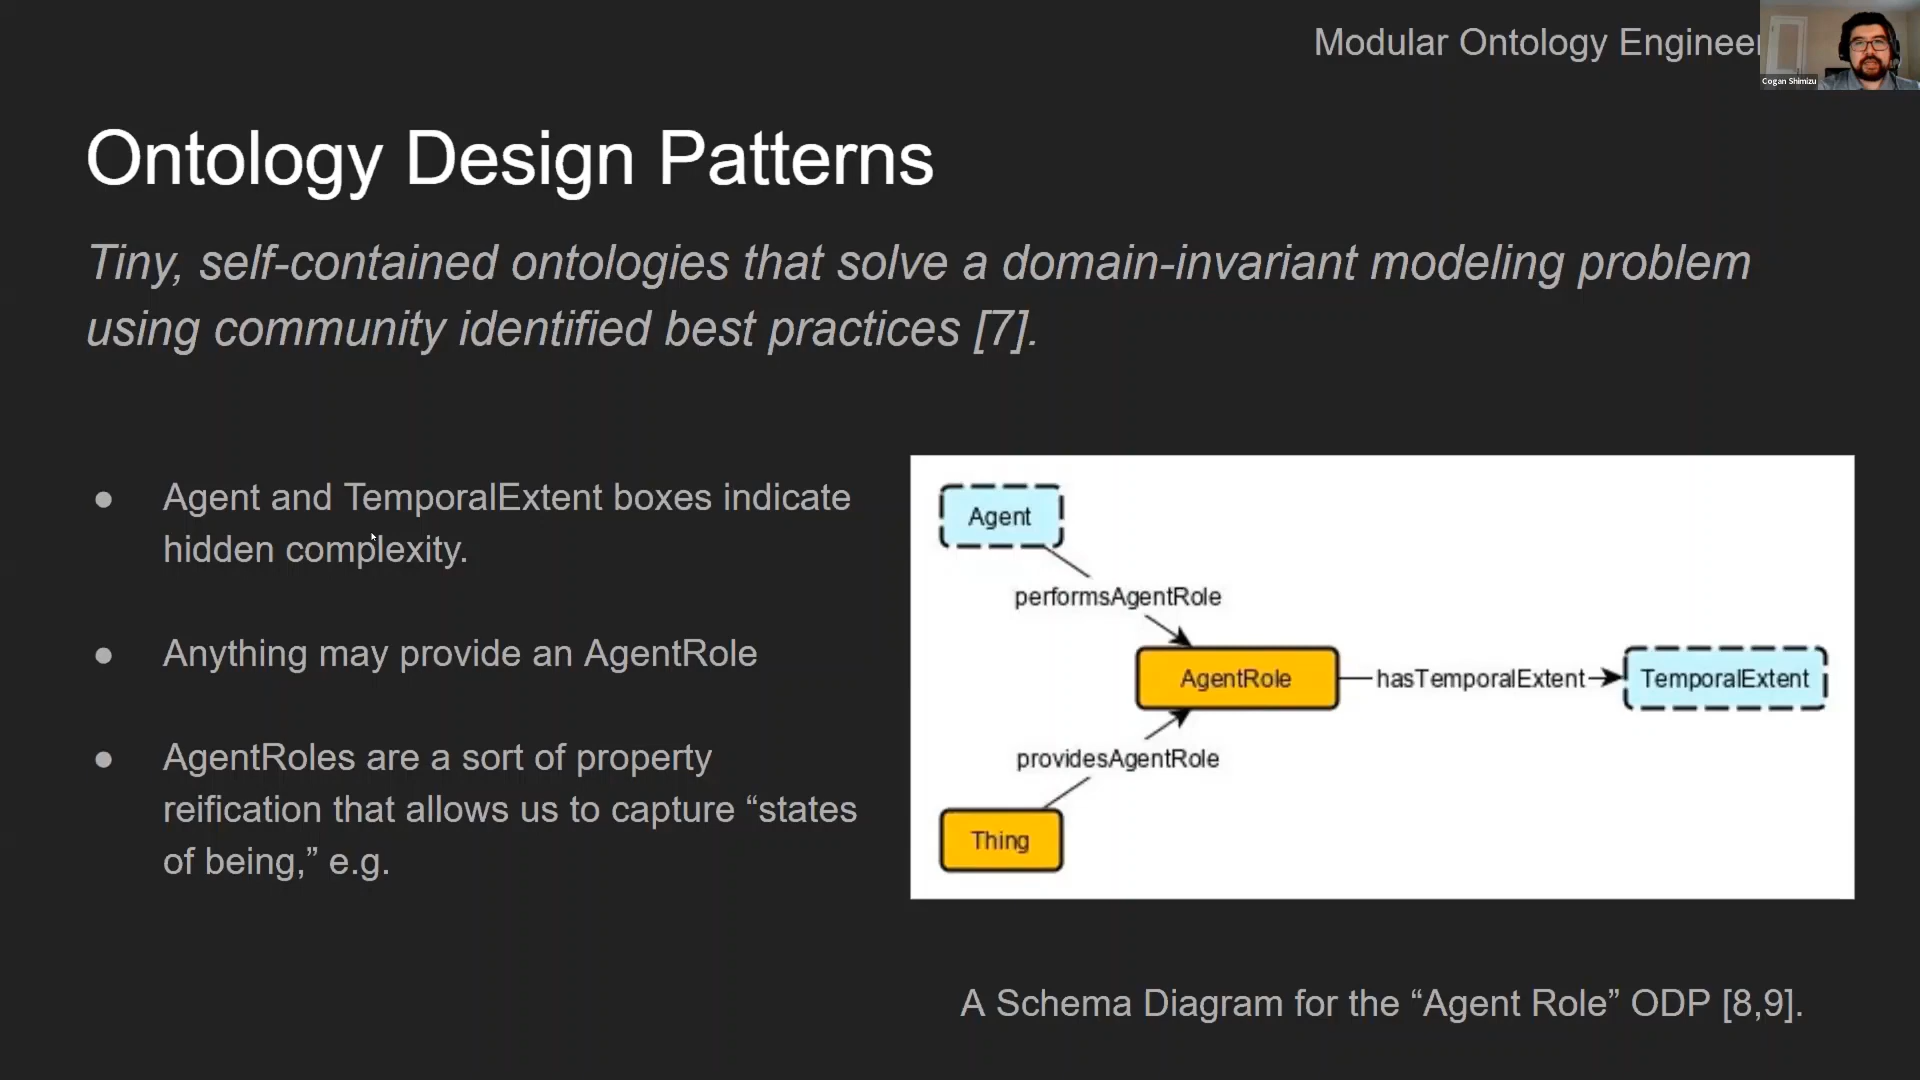 Modular Ontology Engineer
Cogan Shimizu
Ontology Design Patterns
Tiny, self-contained ontologies that solve a domain-invariant modeling problem
using community identified best practices [7].
● Agent and TemporalExtent boxes indicate
hidden complexity.
● Anything may provide an AgentRole
● AgentRoles are a sort of property
reification that allows us to capture “states
of being,” e.g.
Agent
performsAgentRole
AgentRole
hasTemporalExtent
TemporalExtent
providesAgentRole
Thing
A Schema Diagram for the “Agent Role” ODP [8,9].